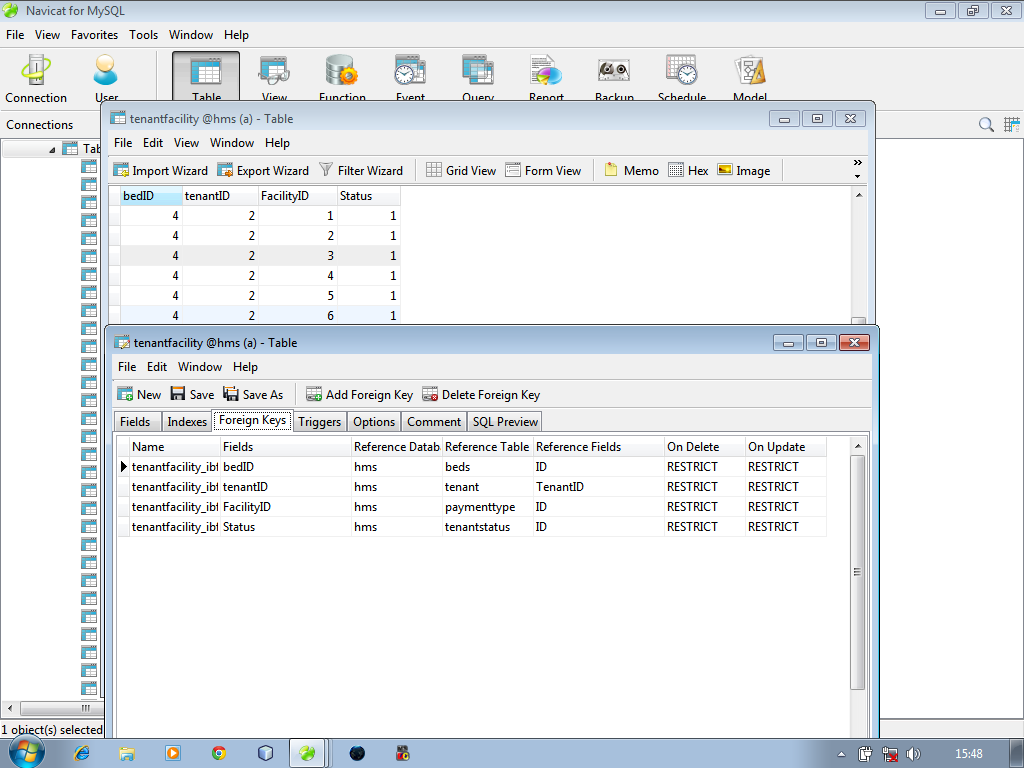 Navicat for MySQL
File View Favorites Tools Window Help
Connection User Table View Function Event Query Report Backup Schedule Model
Connections
Tab
tenantfacility @hms (a) - Table
File Edit View Window Help
Import Wizard Export Wizard Filter Wizard Grid View Form View Memo Hex Image »
bedID tenantID FacilityID Status
4 2 1 1
4 2 2 1
4 2 3 1
4 2 4 1
4 2 5 1
4 2 6 1
tenantfacility @hms (a) - Table
File Edit Window Help
New Save Save As Add Foreign Key Delete Foreign Key
Fields Indexes Foreign Keys Triggers Options Comment SQL Preview
Name Fields Reference Datab Reference Table Reference Fields On Delete On Update
tenantfacility_ibf bedID hms beds ID RESTRICT RESTRICT
tenantfacility_ibf tenantID hms tenant TenantID RESTRICT RESTRICT
tenantfacility_ibf FacilityID hms paymenttype ID RESTRICT RESTRICT
tenantfacility_ibf Status hms tenantstatus ID RESTRICT RESTRICT
1 object(s) selected
15:48